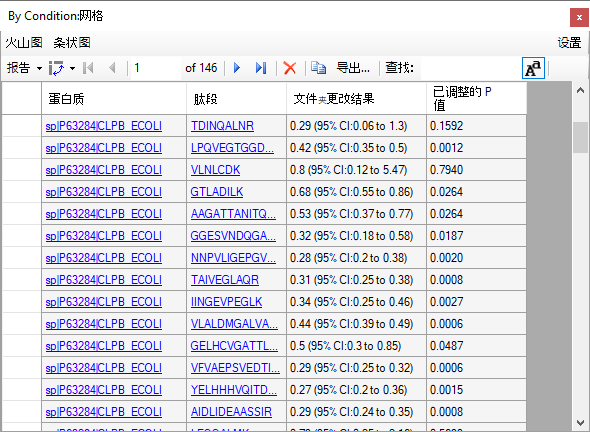 By Condition:网格
火山图 条状图 设置
报告 1 of 146 导出... 查找:
蛋白质 肽段 文件夹更改结果 已调整的 P
值
sp|P63284|CLPB_ECOLI TDINQALNR 0.29 (95% CI:0.06 to 1.3) 0.1592
sp|P63284|CLPB_ECOLI LPQVEGTGGD... 0.42 (95% CI:0.35 to 0.5) 0.0012
sp|P63284|CLPB_ECOLI VLNLCDK 0.8 (95% CI:0.12 to 5.47) 0.7940
sp|P63284|CLPB_ECOLI GTLADILK 0.68 (95% CI:0.55 to 0.86) 0.0264
sp|P63284|CLPB_ECOLI AAGATTANITQ... 0.53 (95% CI:0.37 to 0.77) 0.0264
sp|P63284|CLPB_ECOLI GGESVNDQGA... 0.32 (95% CI:0.18 to 0.58) 0.0187
sp|P63284|CLPB_ECOLI NNPVLIGEPGV... 0.28 (95% CI:0.2 to 0.38) 0.0020
sp|P63284|CLPB_ECOLI TAIVEGLAQR 0.31 (95% CI:0.25 to 0.38) 0.0008
sp|P63284|CLPB_ECOLI IINGEVPEGLK 0.34 (95% CI:0.25 to 0.46) 0.0027
sp|P63284|CLPB_ECOLI VLALDMGALVA... 0.44 (95% CI:0.39 to 0.49) 0.0006
sp|P63284|CLPB_ECOLI GELHCVGATTL... 0.5 (95% CI:0.3 to 0.85) 0.0487
sp|P63284|CLPB_ECOLI VFVAEPSVEDTI... 0.29 (95% CI:0.25 to 0.32) 0.0006
sp|P63284|CLPB_ECOLI YELHHHVQITD... 0.27 (95% CI:0.2 to 0.36) 0.0015
sp|P63284|CLPB_ECOLI AIDLIDEAASSIR 0.29 (95% CI:0.24 to 0.35) 0.0008